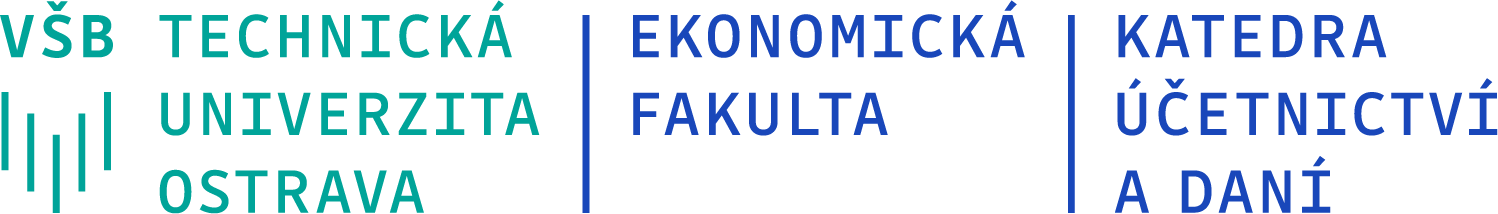 VŠB TECHNICKÁ
UNIVERZITA
OSTRAVA
EKONOMICKÁ
FAKULTA
KATEDRA
ÚČETNICTVÍ
A DANÍ